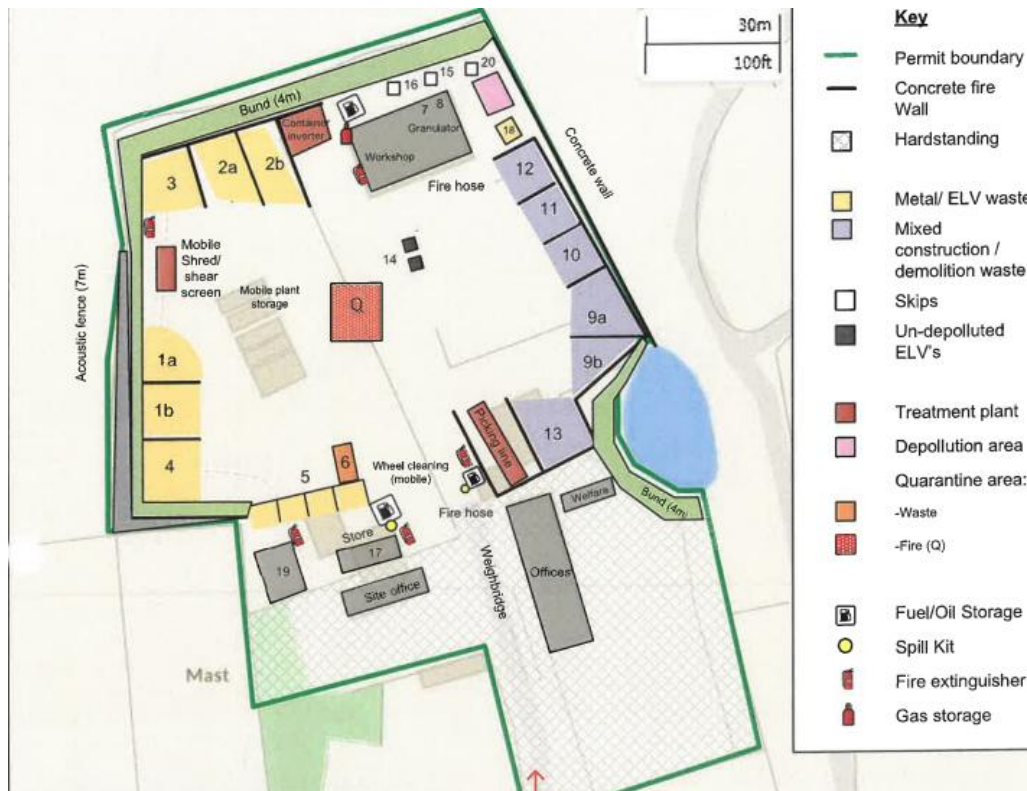 30m
100ft
Key
Permit boundary
Concrete fire
Wall
Hardstanding
Metal/ ELV waste
Mixed
construction /
demolition waste
Skips
Un-depolluted
ELV's
Treatment plant
Depollution area
Quarantine area:
-Waste
-Fire (Q)
Fuel/Oil Storage
Spill Kit
Fire extinguisher
Gas storage
Bund (4m)
16
15
20
Container
inverter
7
8
Granulator
Workshop
Fire hose
18
Concrete wall
3
2a
2b
12
11
10
9a
9b
13
Mobile
Shred/
shear
screen
Mobile plant
storage
14
Q
Acoustic fence (7m)
1a
1b
4
5
6
Wheel cleaning
(mobile)
Picking line
Fire hose
Store
17
19
Site office
Weighbridge
Offices
Welfare
Bund (4m)
Mast